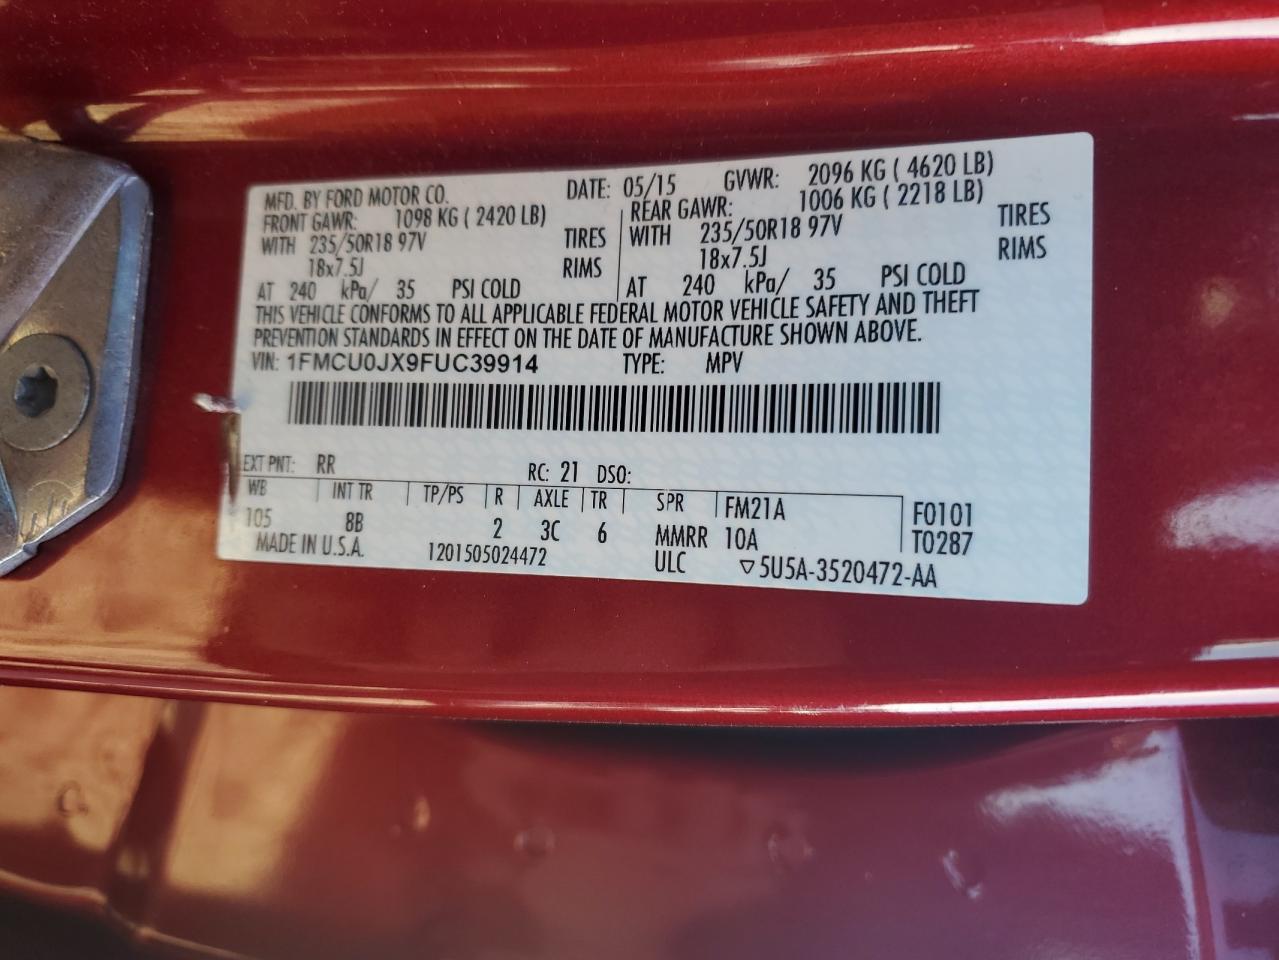 MFD. BY FORD MOTOR CO. DATE: 05/15 GVWR: 2096 KG ( 4620 LB)
FRONT GAWR: 1098 KG ( 2420 LB) REAR GAWR: 1006 KG ( 2218 LB)
WITH 235/50R18 97V TIRES WITH 235/50R18 97V TIRES
18x7.5J RIMS 18x7.5J RIMS
AT 240 kPa/ 35 PSI COLD AT 240 kPa/ 35 PSI COLD
THIS VEHICLE CONFORMS TO ALL APPLICABLE FEDERAL MOTOR VEHICLE SAFETY AND THEFT
PREVENTION STANDARDS IN EFFECT ON THE DATE OF MANUFACTURE SHOWN ABOVE.
VIN: 1FMCU0JX9FUC39914 TYPE: MPV
EXT PNT: RR RC: 21 DSO:
WB INT TR TP/PS R AXLE TR SPR FM21A F0101
105 8B 2 3C 6 MMRR 10A T0287
MADE IN U.S.A. 1201505024472 ULC ▽5U5A-3520472-AA